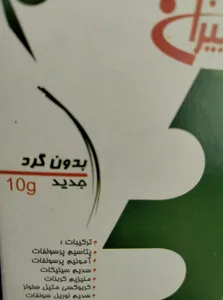 بدون گرد
جدید
10g
ترکیبات :
پتاسیم پرسولفات
آمونیم پرسولفات
سدیم سیلیکات
منیزیم کربنات
کربوکسی متیل سلولز
سدیم لوریل سولفات